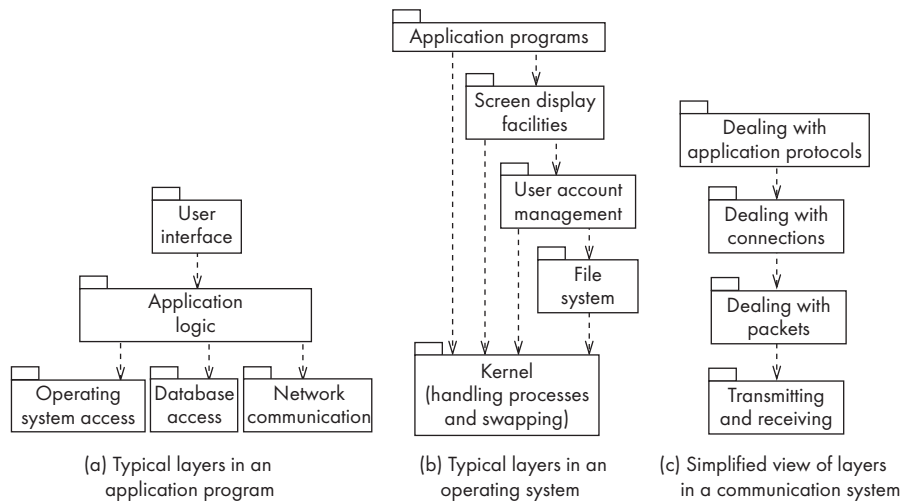 User
interface
Application
logic
Operating
system access
Database
access
Network
communication
(a) Typical layers in an
application program
Application programs
Screen display
facilities
User account
management
File
system
Kernel
(handling processes
and swapping)
(b) Typical layers in an
operating system
Dealing with
application protocols
Dealing with
connections
Dealing with
packets
Transmitting
and receiving
(c) Simplified view of layers
in a communication system